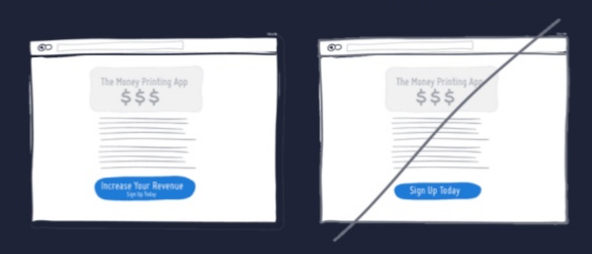 The Money Printing App
$$$
Increase Your Revenue
Sign Up Today
The Money Printing App
$$$
Sign Up Today